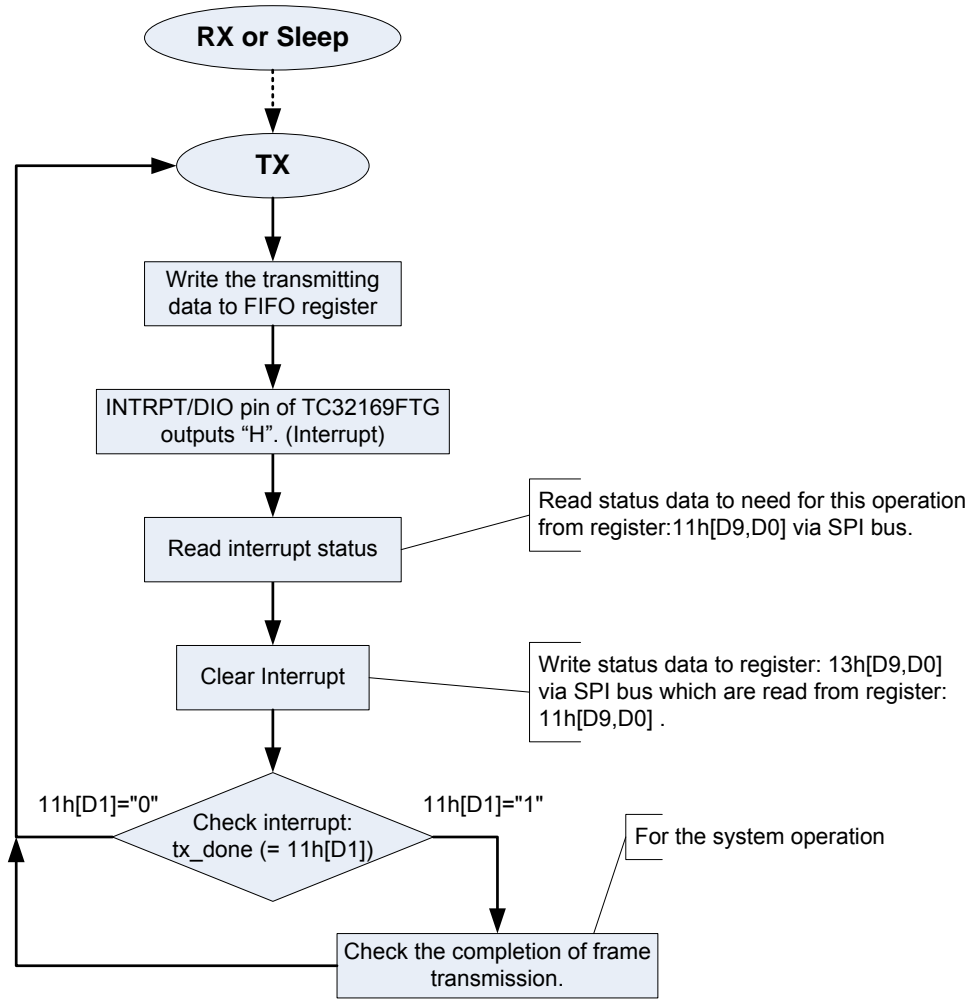 RX or Sleep
TX
Write the transmitting
data to FIFO register
INTRPT/DIO pin of TC32169FTG
outputs “H”. (Interrupt)
Read status data to need for this operation
from register:11h[D9,D0] via SPI bus.
Read interrupt status
Write status data to register: 13h[D9,D0]
via SPI bus which are read from register:
11h[D9,D0] .
Clear Interrupt
11h[D1]="0"
11h[D1]="1"
Check interrupt:
tx_done (= 11h[D1])
For the system operation
Check the completion of frame
transmission.